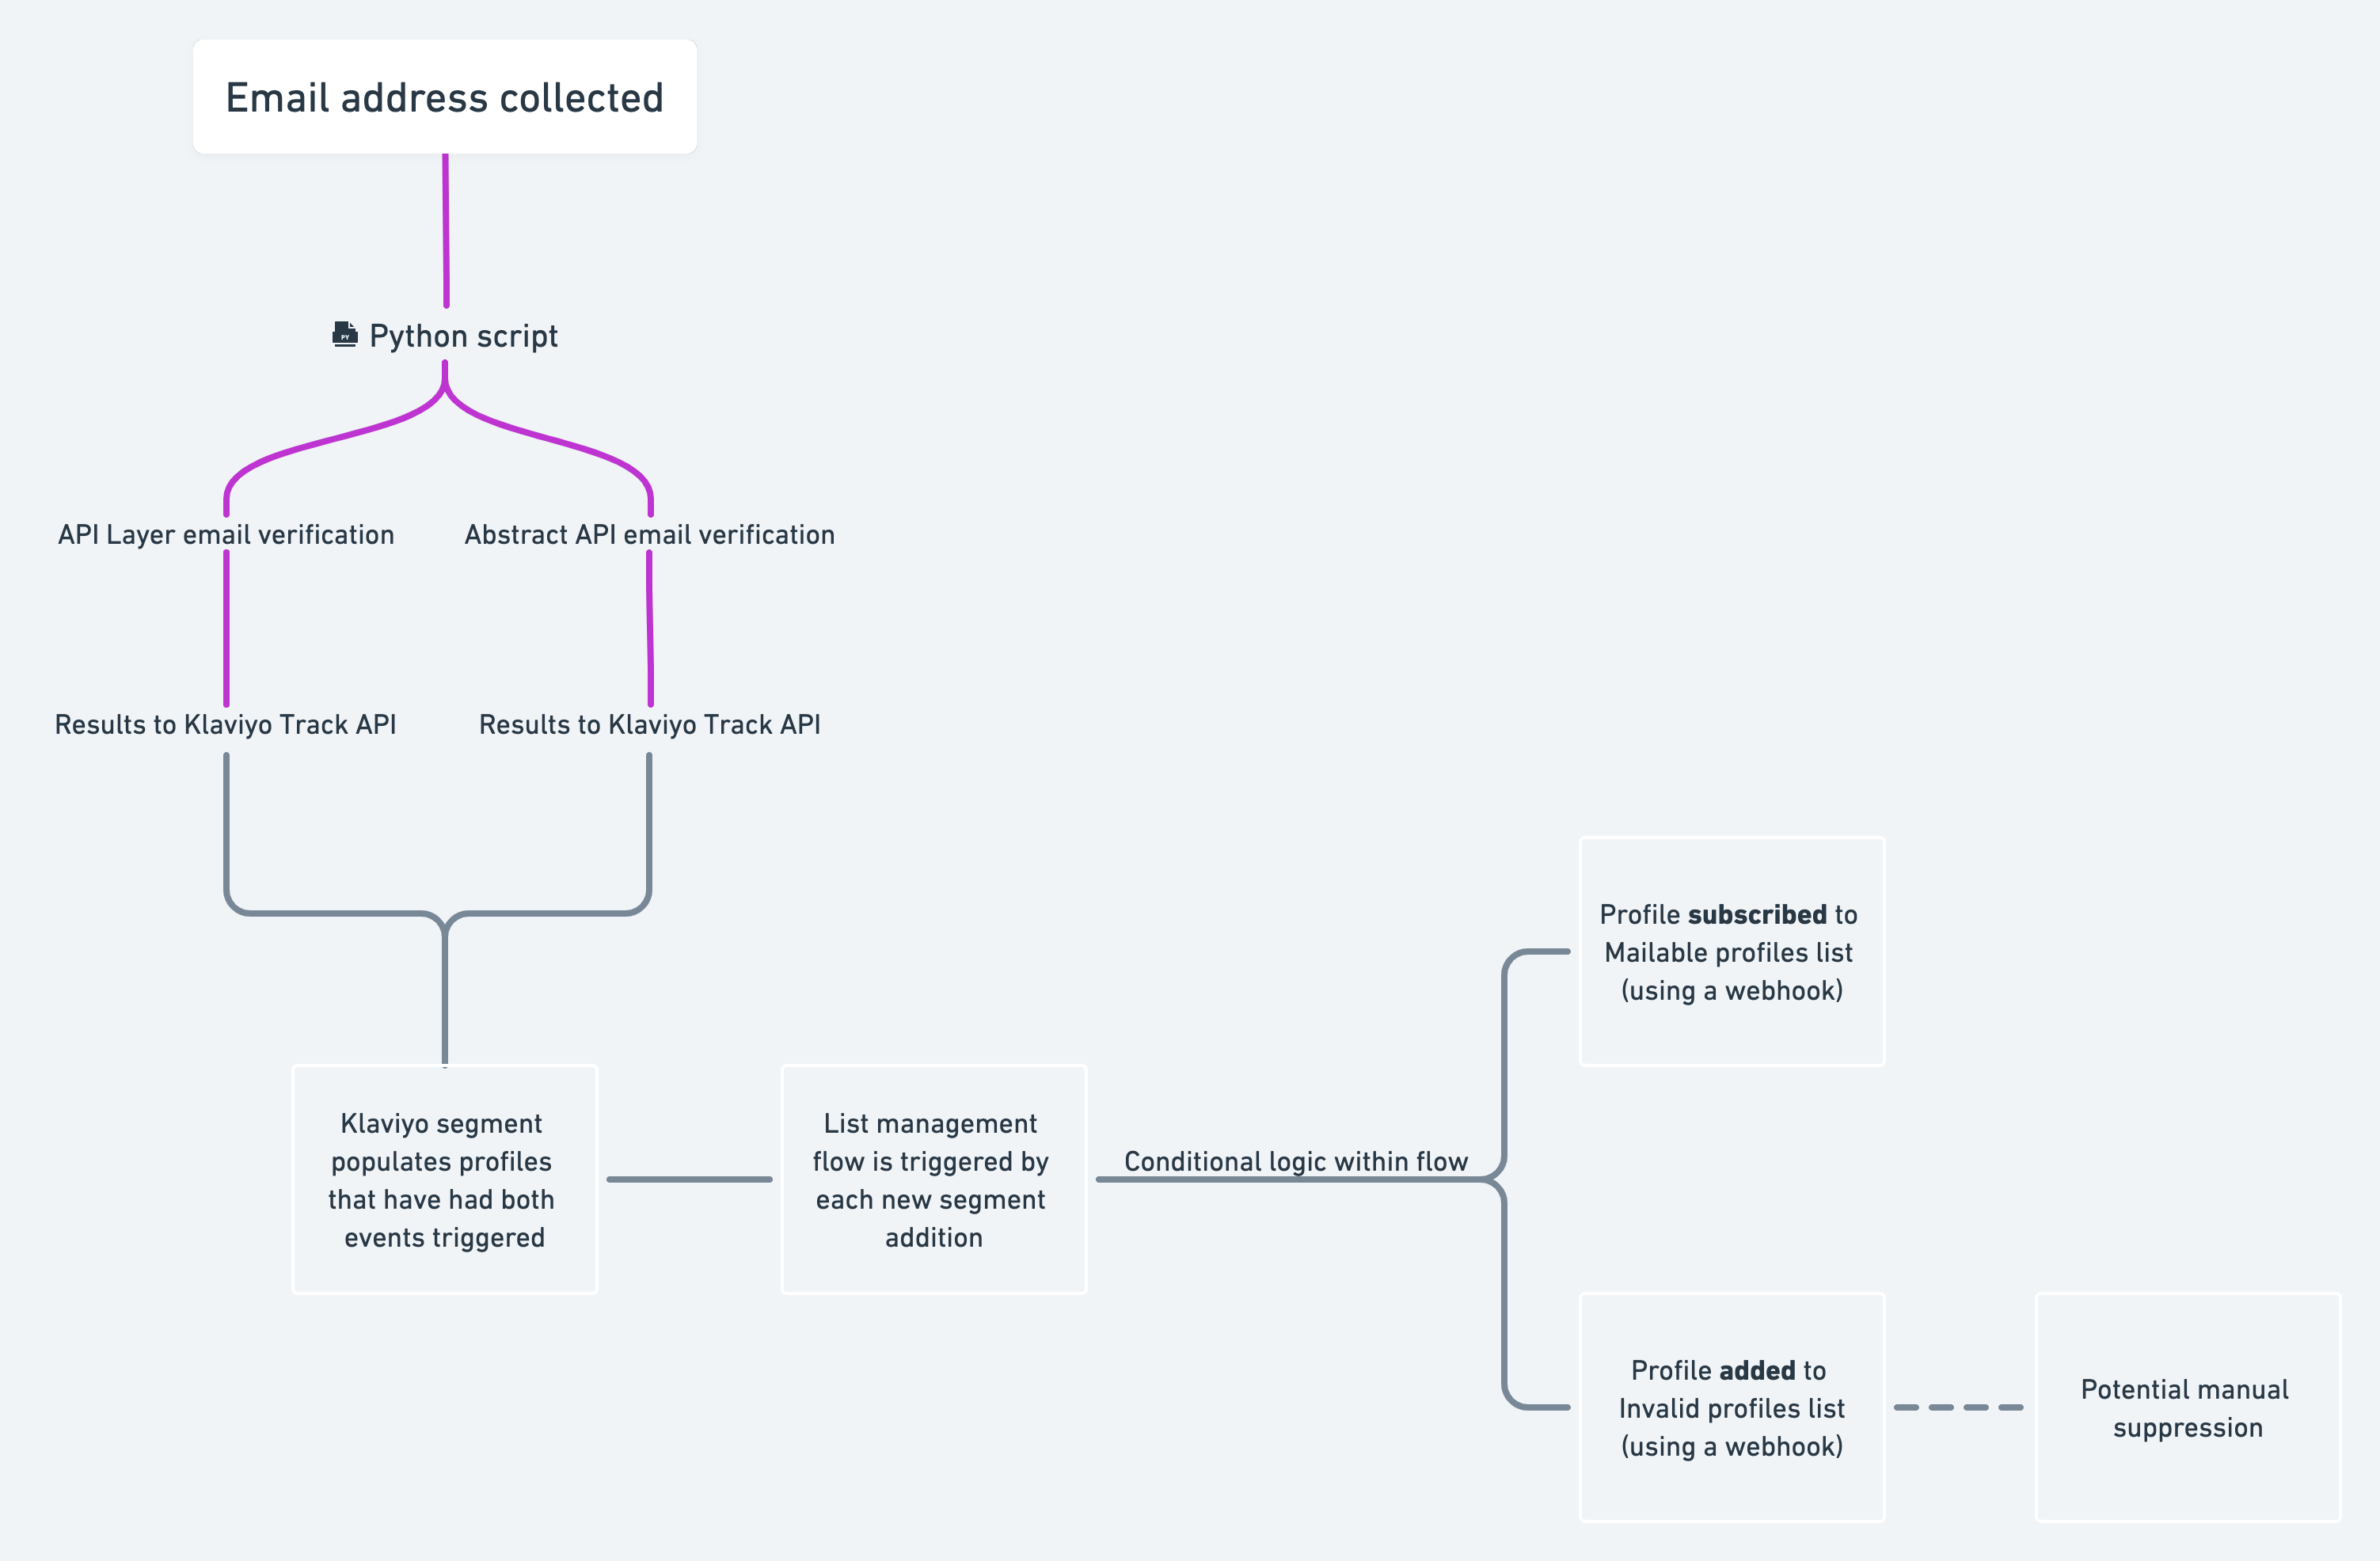 Email address collected
PY
Python script
API Layer email verification
Abstract API email verification
Results to Klaviyo Track API
Results to Klaviyo Track API
Klaviyo segment
populates profiles
that have had both
events triggered
List management
flow is triggered by
each new segment
addition
Conditional logic within flow
Profile subscribed to
Mailable profiles list
(using a webhook)
Profile added to
Invalid profiles list
(using a webhook)
Potential manual
suppression